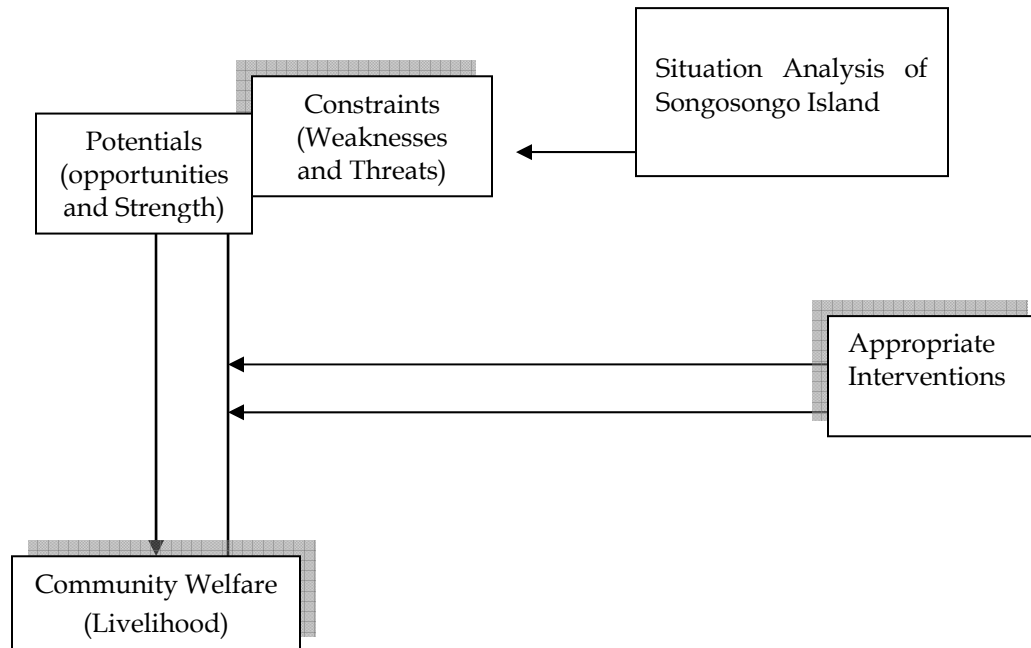 Situation Analysis of
Songosongo Island
Constraints
(Weaknesses
and Threats)
Potentials
(opportunities
and Strength)
Appropriate
Interventions
Community Welfare
(Livelihood)